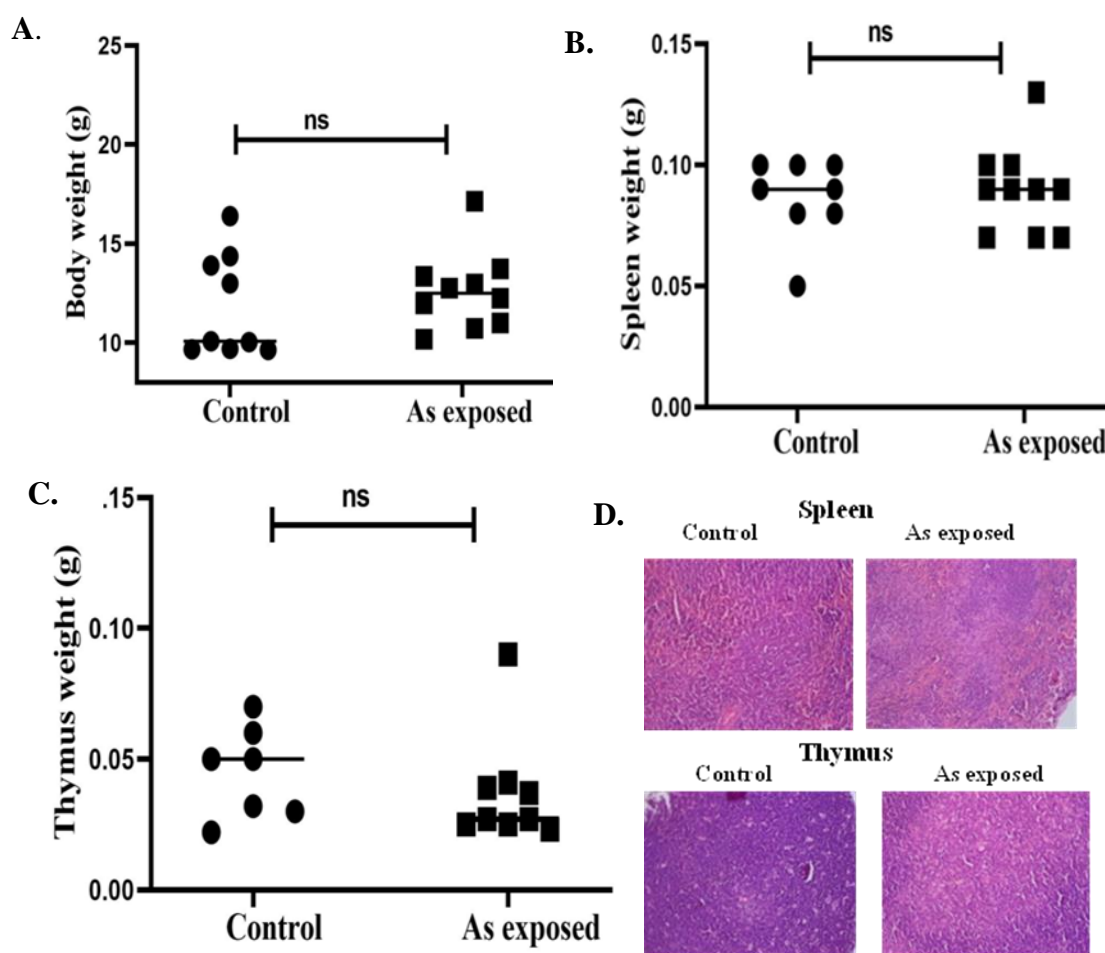 A.
25
20
15
10
Body weight (g)
ns
Control As exposed
B.
0.15
0.10
0.05
0.00
Spleen weight (g)
ns
Control As exposed
C.
.15
0.10
0.05
0.00
Thymus weight (g)
ns
Control As exposed
D.
Spleen
Control As exposed
Thymus
Control As exposed